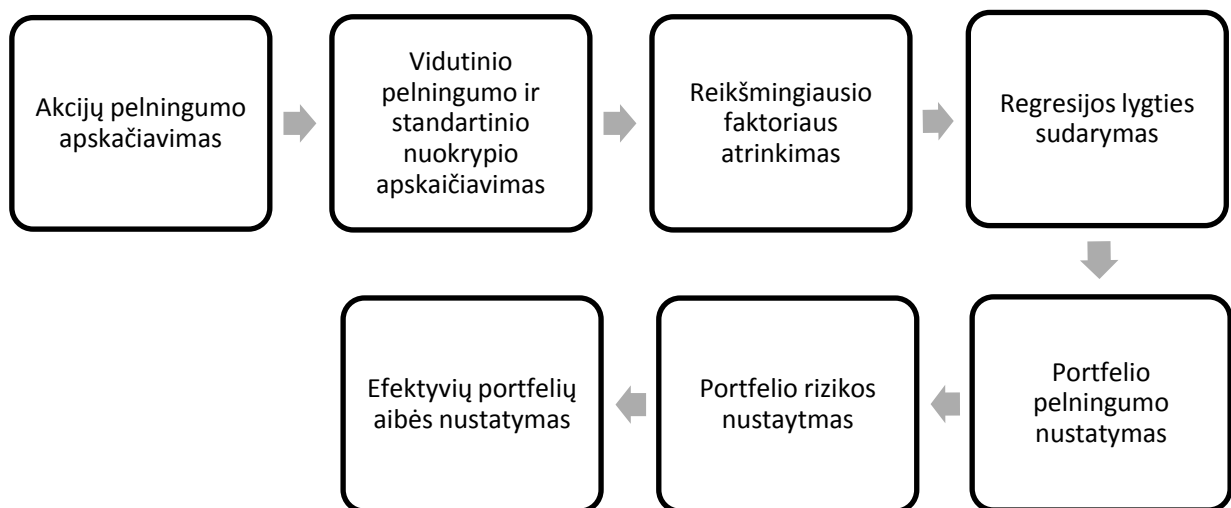 Akcijų pelningumo
apskačiavimas
Vidutinio
pelningumo ir
standartinio
nuokrypio
apskaičiavimas
Reikšmingiausio
faktoriaus
atrinkimas
Regresijos lygties
sudarymas
Portfelio
pelningumo
nustatymas
Portfelio rizikos
nustaytmas
Efektyvių portfelių
aibės nustatymas